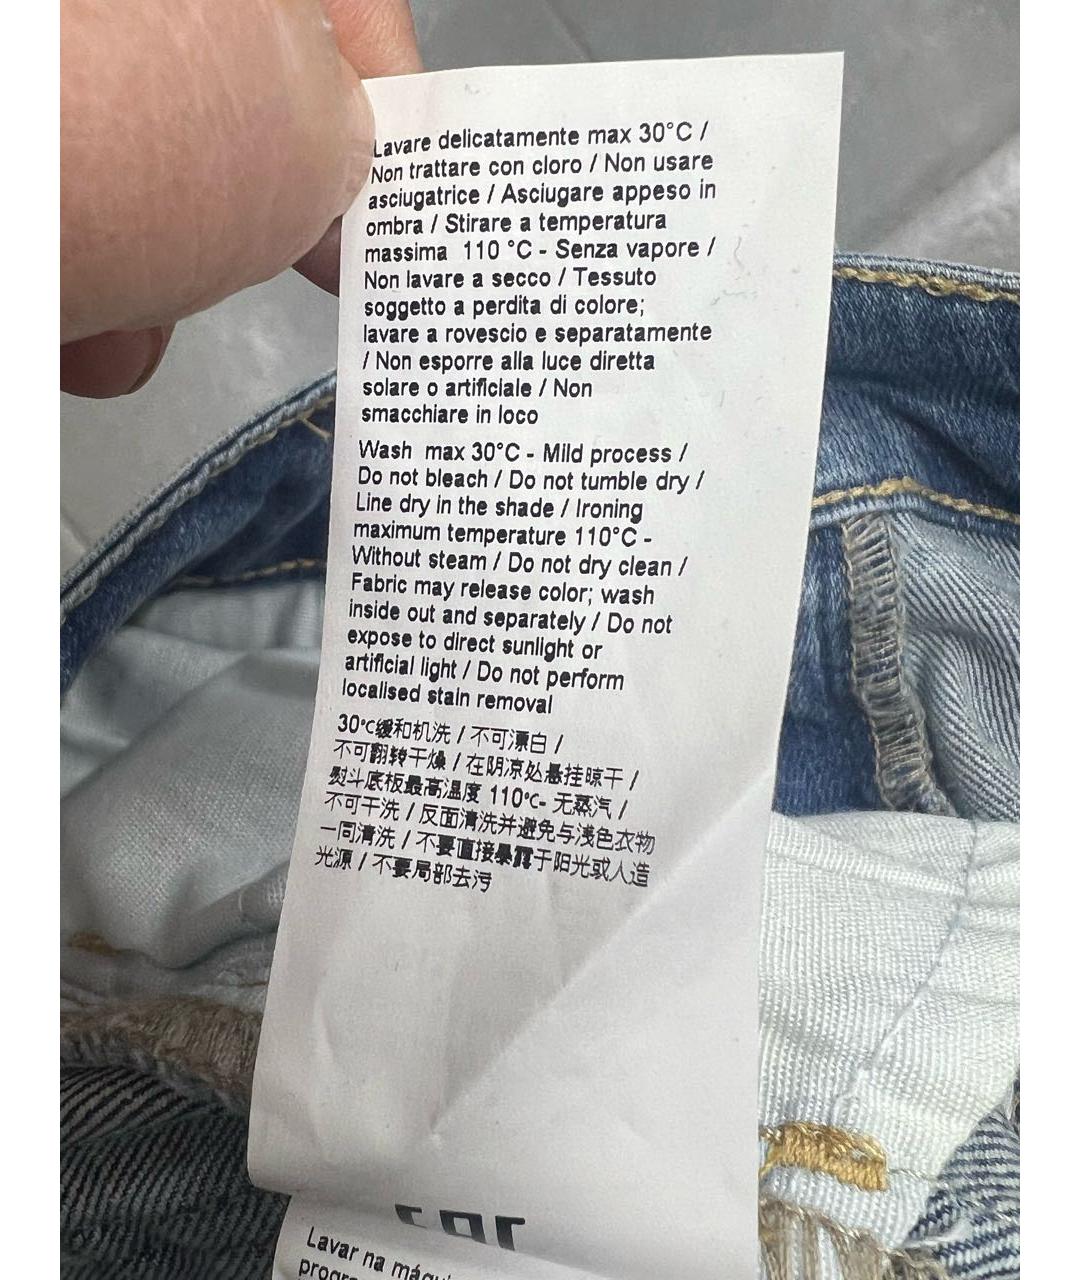 Lavare delicatamente max 30°C /
Non trattare con cloro / Non usare
asciugatrice / Asciugare appeso in
ombra / Stirare a temperatura
massima 110 °C - Senza vapore /
Non lavare a secco / Tessuto
soggetto a perdita di colore;
lavare a rovescio e separatamente
/ Non esporre alla luce diretta
solare o artificiale / Non
smacchiare in loco
Wash max 30°C - Mild process /
Do not bleach / Do not tumble dry /
Line dry in the shade / Ironing
maximum temperature 110°C -
Without steam / Do not dry clean /
Fabric may release color; wash
inside out and separately / Do not
expose to direct sunlight or
artificial light / Do not perform
localised stain removal
30℃缓和机洗 / 不可漂白 /
不可翻转干燥 / 在阴凉处悬挂晾干 /
熨斗底板最高温度 110℃- 无蒸汽 /
不可干洗 / 反面清洗并避免与浅色衣物
一同清洗 / 不要直接暴露于阳光或人造
光源 / 不要局部去污
Lavar na